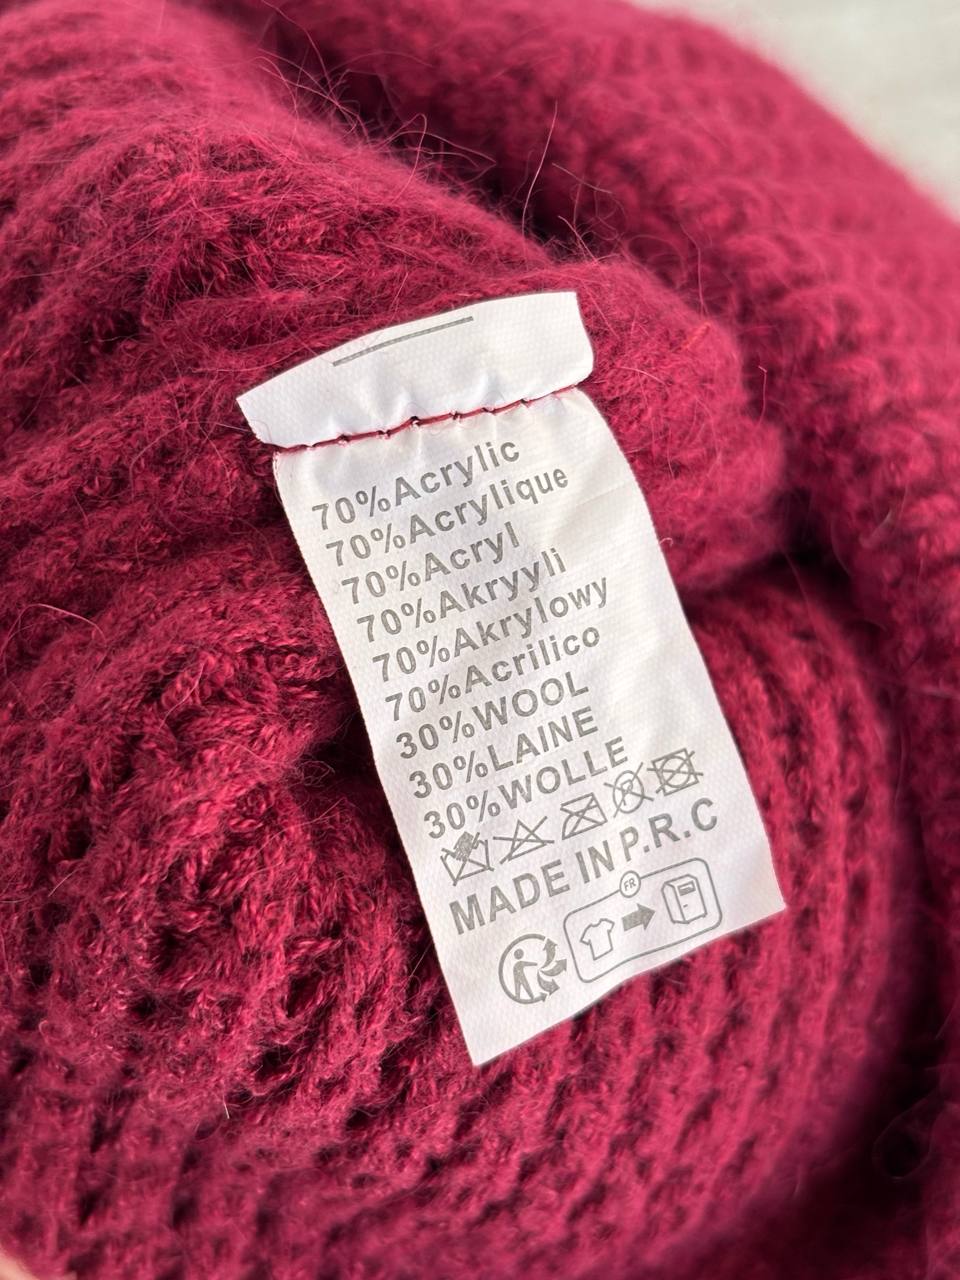 70%Acrylic
70%Acrylique
70%Acryl
70%Akryyli
70%Akrylowy
70%Acrilico
30%WOOL
30%LAINE
30%WOLLE
MADE IN P.R.C
FR